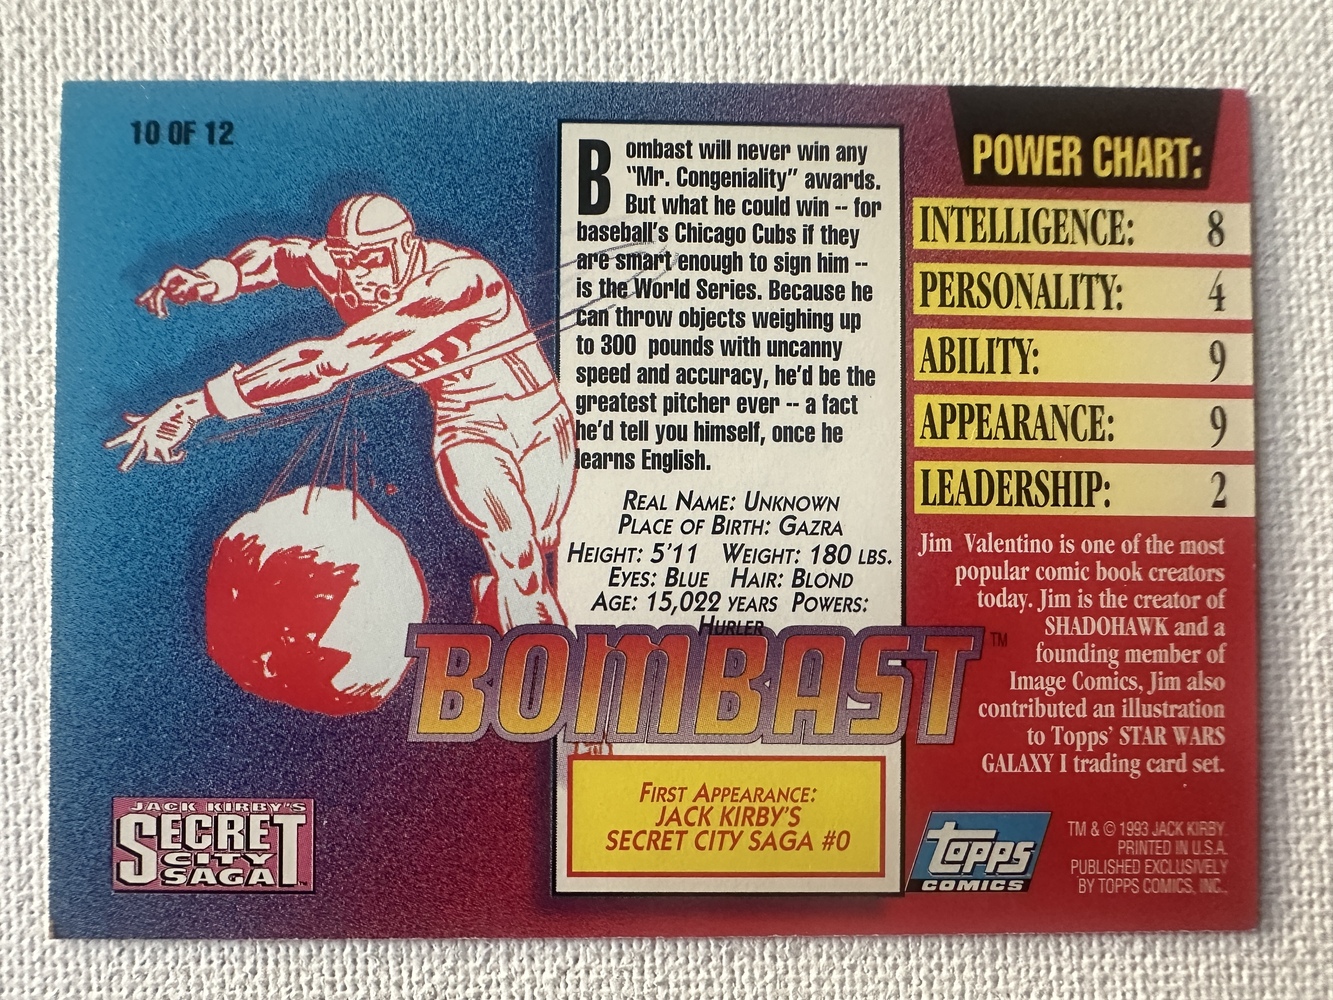 10 OF 12
Bombast will never win any
"Mr. Congeniality" awards.
But what he could win -- for
baseball's Chicago Cubs if they
are smart enough to sign him --
is the World Series. Because he
can throw objects weighing up
to 300 pounds with uncanny
speed and accuracy, he'd be the
greatest pitcher ever -- a fact
he'd tell you himself, once he
learns English.
REAL NAME: UNKNOWN
PLACE OF BIRTH: GAZRA
HEIGHT: 5'11 WEIGHT: 180 LBS.
EYES: BLUE HAIR: BLOND
AGE: 15,022 YEARS POWERS:
HURLER
BOMBAST™
FIRST APPEARANCE:
JACK KIRBY'S
SECRET CITY SAGA #0
POWER CHART:
INTELLIGENCE: 8
PERSONALITY: 4
ABILITY: 9
APPEARANCE: 9
LEADERSHIP: 2
Jim Valentino is one of the most
popular comic book creators
today. Jim is the creator of
SHADOHAWK and a
founding member of
Image Comics, Jim also
contributed an illustration
to Topps' STAR WARS
GALAXY I trading card set.
JACK KIRBY'S
SECRET
CITY
SAGA™
topps
COMICS
TM & © 1993 JACK KIRBY.
PRINTED IN U.S.A.
PUBLISHED EXCLUSIVELY
BY TOPPS COMICS, INC.,